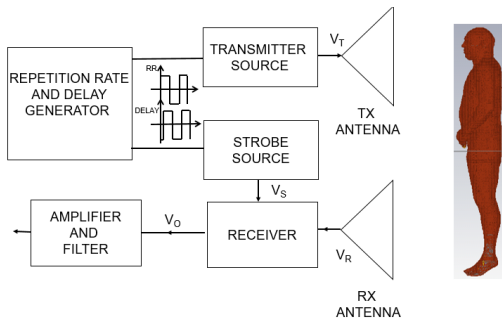 REPETITION RATE
AND DELAY
GENERATOR
RR
DELAY
TRANSMITTER
SOURCE
V_T
TX
ANTENNA
STROBE
SOURCE
V_S
AMPLIFIER
AND
FILTER
V_O
RECEIVER
V_R
RX
ANTENNA